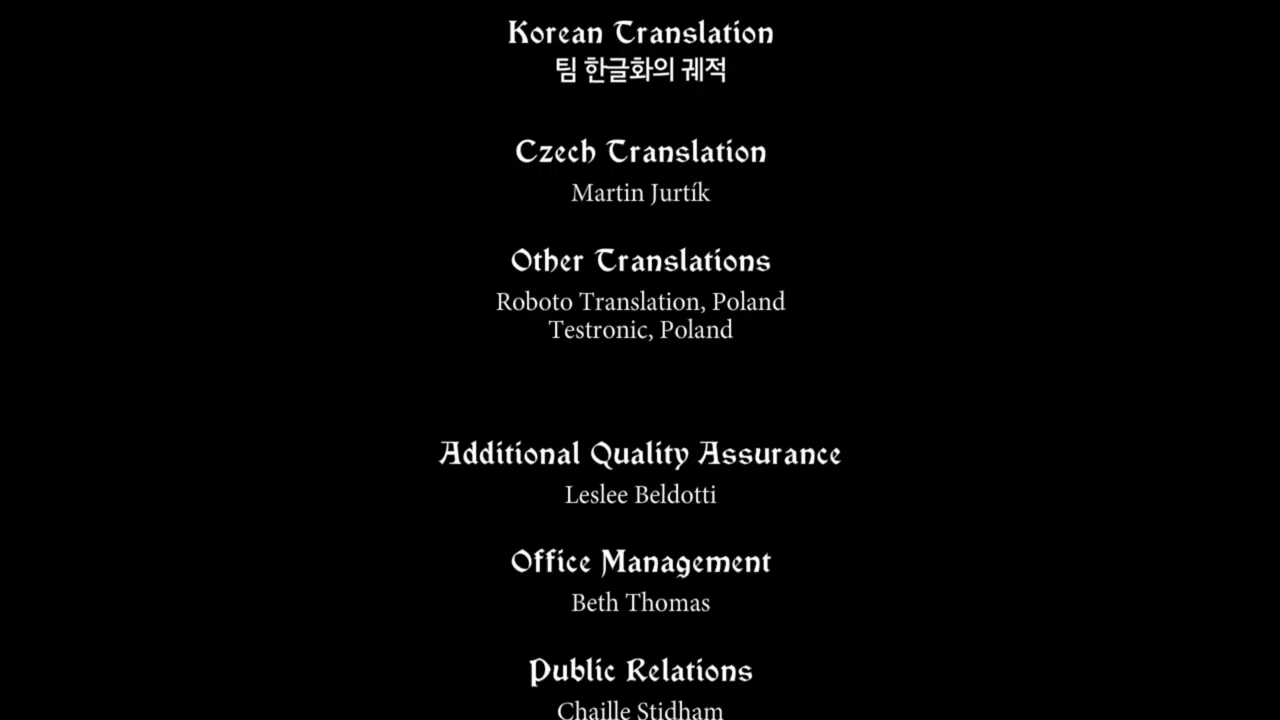 Korean Translation
팀 한글화의 궤적
Czech Translation
Martin Jurtík
Other Translations
Roboto Translation, Poland
Testronic, Poland
Additional Quality Assurance
Leslee Beldotti
Office Management
Beth Thomas
Public Relations
Chaille Stidham